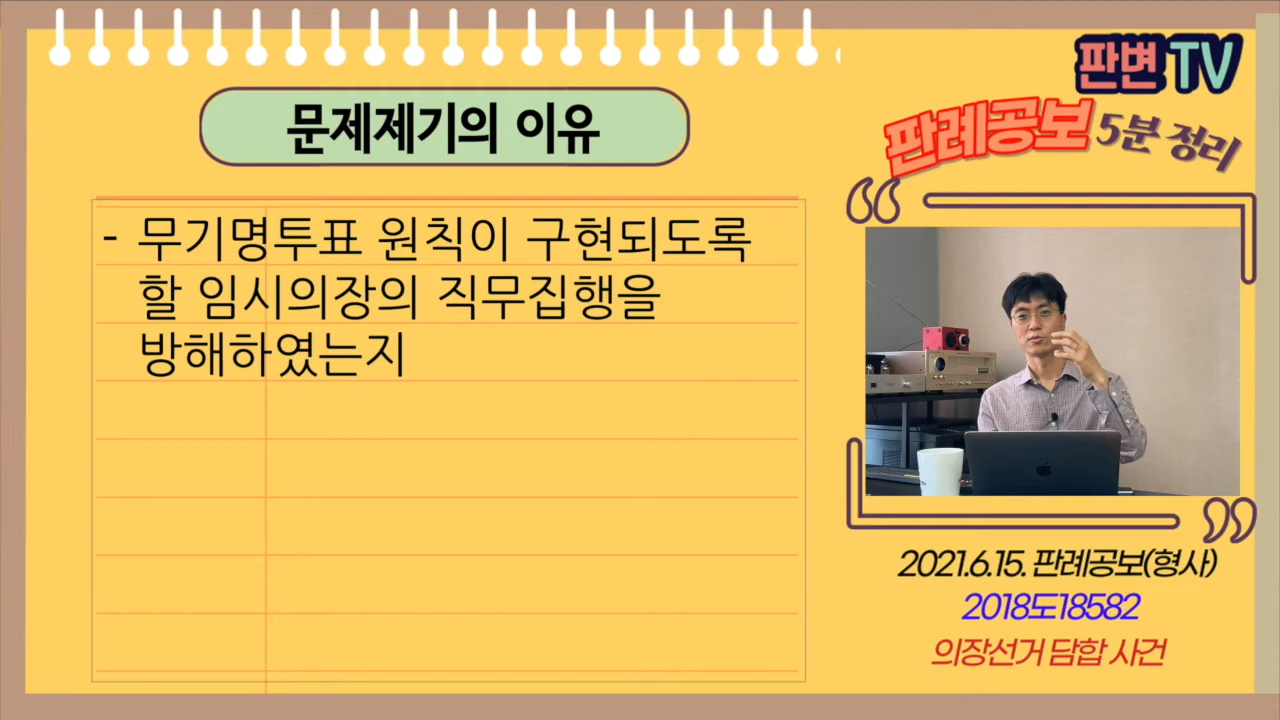 판변 TV
판례공보 5분 정리
문제제기의 이유
- 무기명투표 원칙이 구현되도록
할 임시의장의 직무집행을
방해하였는지
2021.6.15. 판례공보(형사)
2018도18582
의장선거 담합 사건